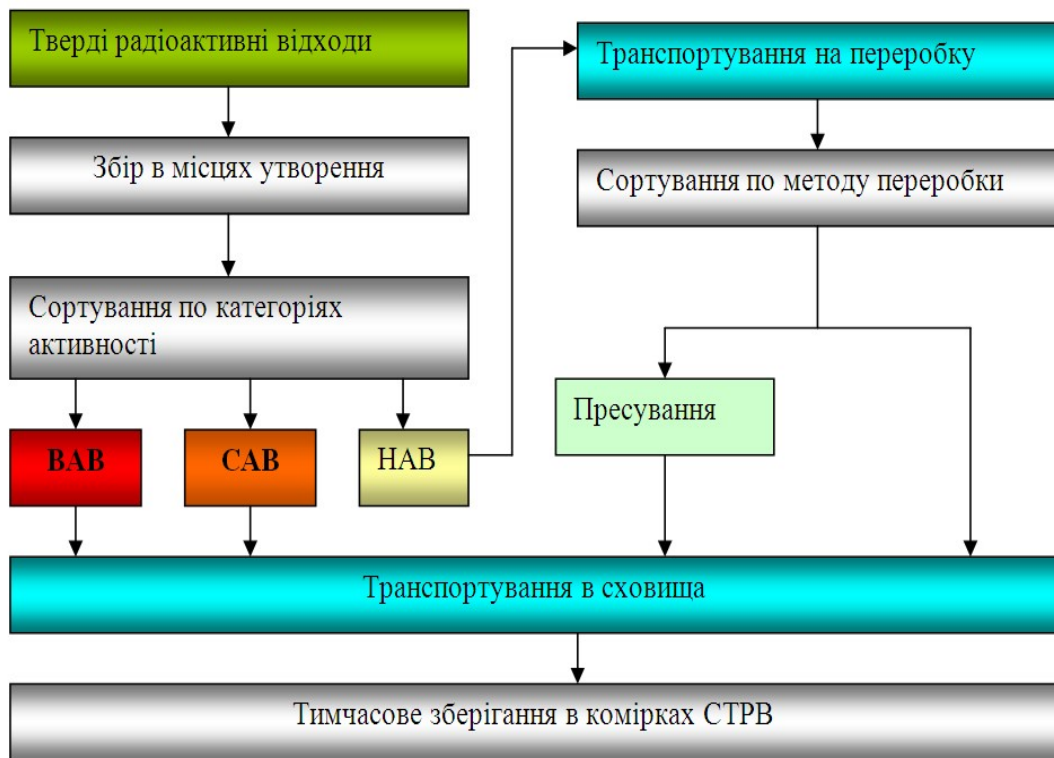 Тверді радіоактивні відходи
Збір в місцях утворення
Сортування по категоріях
активності
ВАВ
САВ
НАВ
Транспортування на переробку
Сортування по методу переробки
Пресування
Транспортування в сховища
Тимчасове зберігання в комірках СТРВ